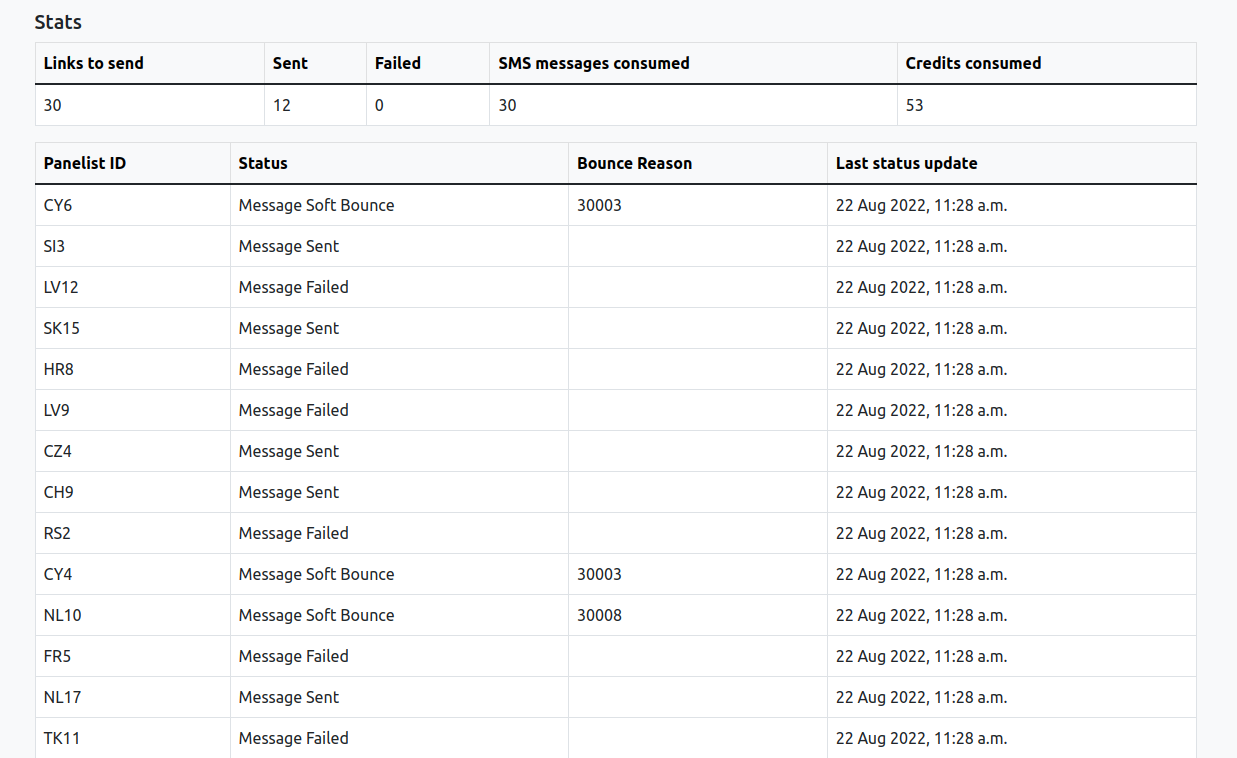 Stats
Links to send Sent Failed SMS messages consumed Credits consumed
30 12 0 30 53
Panelist ID Status Bounce Reason Last status update
CY6 Message Soft Bounce 30003 22 Aug 2022, 11:28 a.m.
SI3 Message Sent 22 Aug 2022, 11:28 a.m.
LV12 Message Failed 22 Aug 2022, 11:28 a.m.
SK15 Message Sent 22 Aug 2022, 11:28 a.m.
HR8 Message Failed 22 Aug 2022, 11:28 a.m.
LV9 Message Failed 22 Aug 2022, 11:28 a.m.
CZ4 Message Sent 22 Aug 2022, 11:28 a.m.
CH9 Message Sent 22 Aug 2022, 11:28 a.m.
RS2 Message Failed 22 Aug 2022, 11:28 a.m.
CY4 Message Soft Bounce 30003 22 Aug 2022, 11:28 a.m.
NL10 Message Soft Bounce 30008 22 Aug 2022, 11:28 a.m.
FR5 Message Failed 22 Aug 2022, 11:28 a.m.
NL17 Message Sent 22 Aug 2022, 11:28 a.m.
TK11 Message Failed 22 Aug 2022, 11:28 a.m.